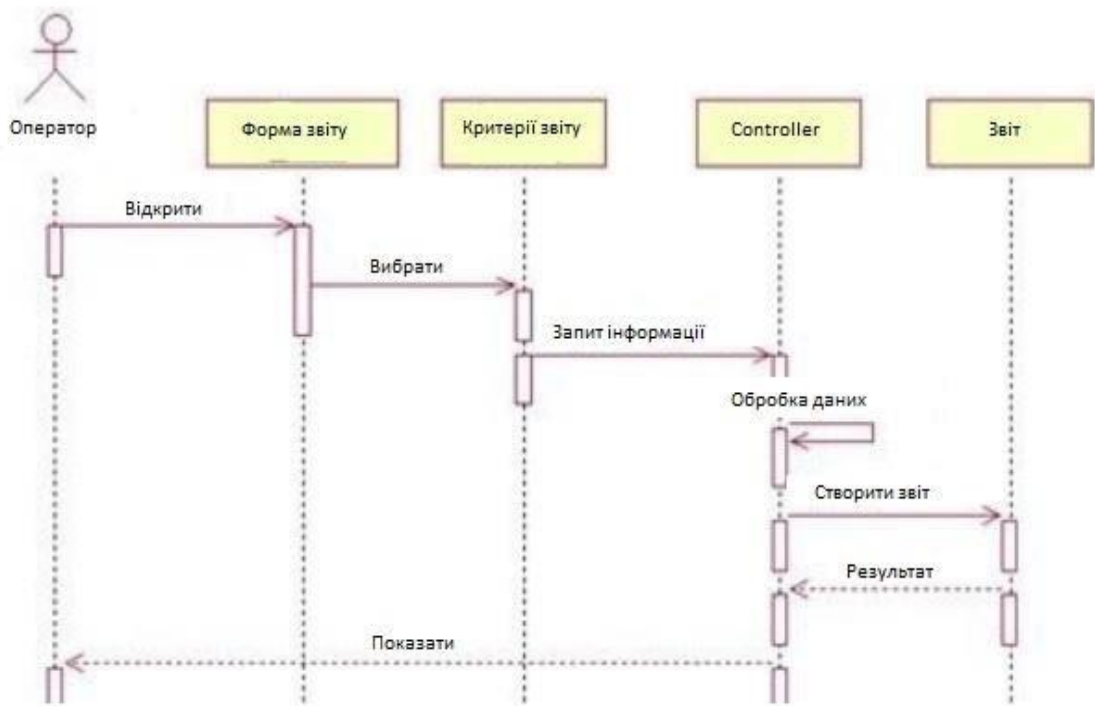 Оператор
Форма звіту
Критерії звіту
Controller
Звіт
Відкрити
Вибрати
Запит інформації
Обробка даних
Створити звіт
Результат
Показати